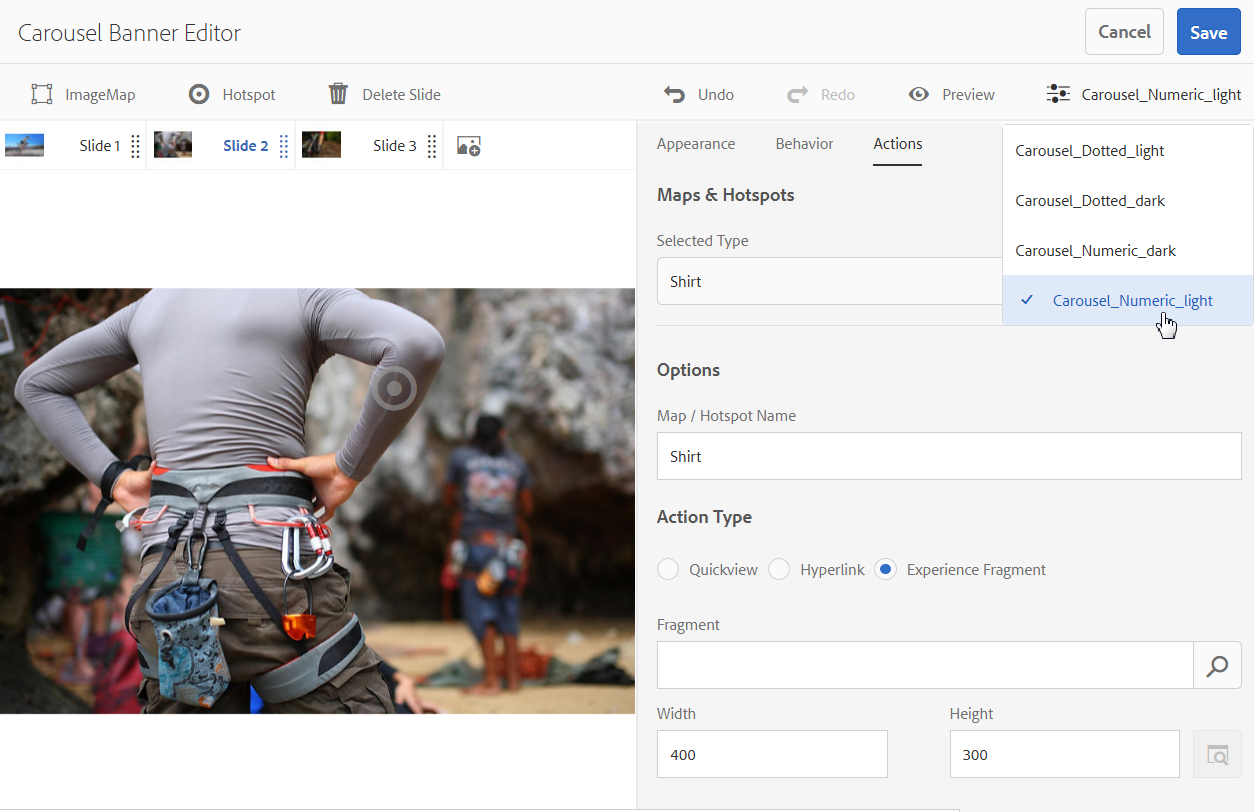 Carousel Banner Editor
Cancel
Save
ImageMap
Hotspot
Delete Slide
Undo
Redo
Preview
Carousel_Numeric_light
Slide 1
Slide 2
Slide 3
Appearance
Behavior
Actions
Carousel_Dotted_light
Carousel_Dotted_dark
Carousel_Numeric_dark
Carousel_Numeric_light
Maps & Hotspots
Selected Type
Shirt
Options
Map / Hotspot Name
Shirt
Action Type
Quickview
Hyperlink
Experience Fragment
Fragment
Width
Height
400
300